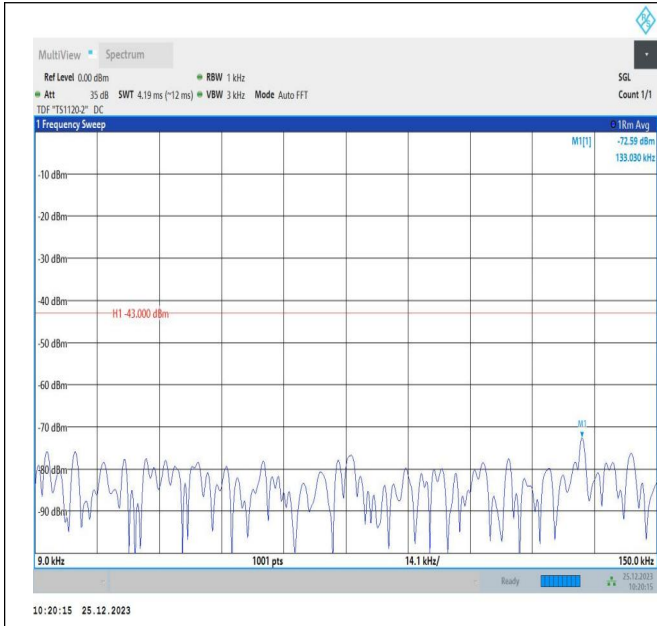 MultiView Spectrum
Ref Level 0.00 dBm RBW 1 kHz SGL
Att 35 dB SWT 4.19 ms (~12 ms) VBW 3 kHz Mode Auto FFT Count 1/1
TDF "TS1120-2" DC
1 Frequency Sweep 1Rm Avg
M1[1] -72.59 dBm
133.030 kHz
-10 dBm
-20 dBm
-30 dBm
-40 dBm
H1 -43.000 dBm
-50 dBm
-60 dBm
-70 dBm
M1
-80 dBm
-90 dBm
9.0 kHz 1001 pts 14.1 kHz/ 150.0 kHz
Ready 25.12.2023
10:20:15
10:20:15 25.12.2023